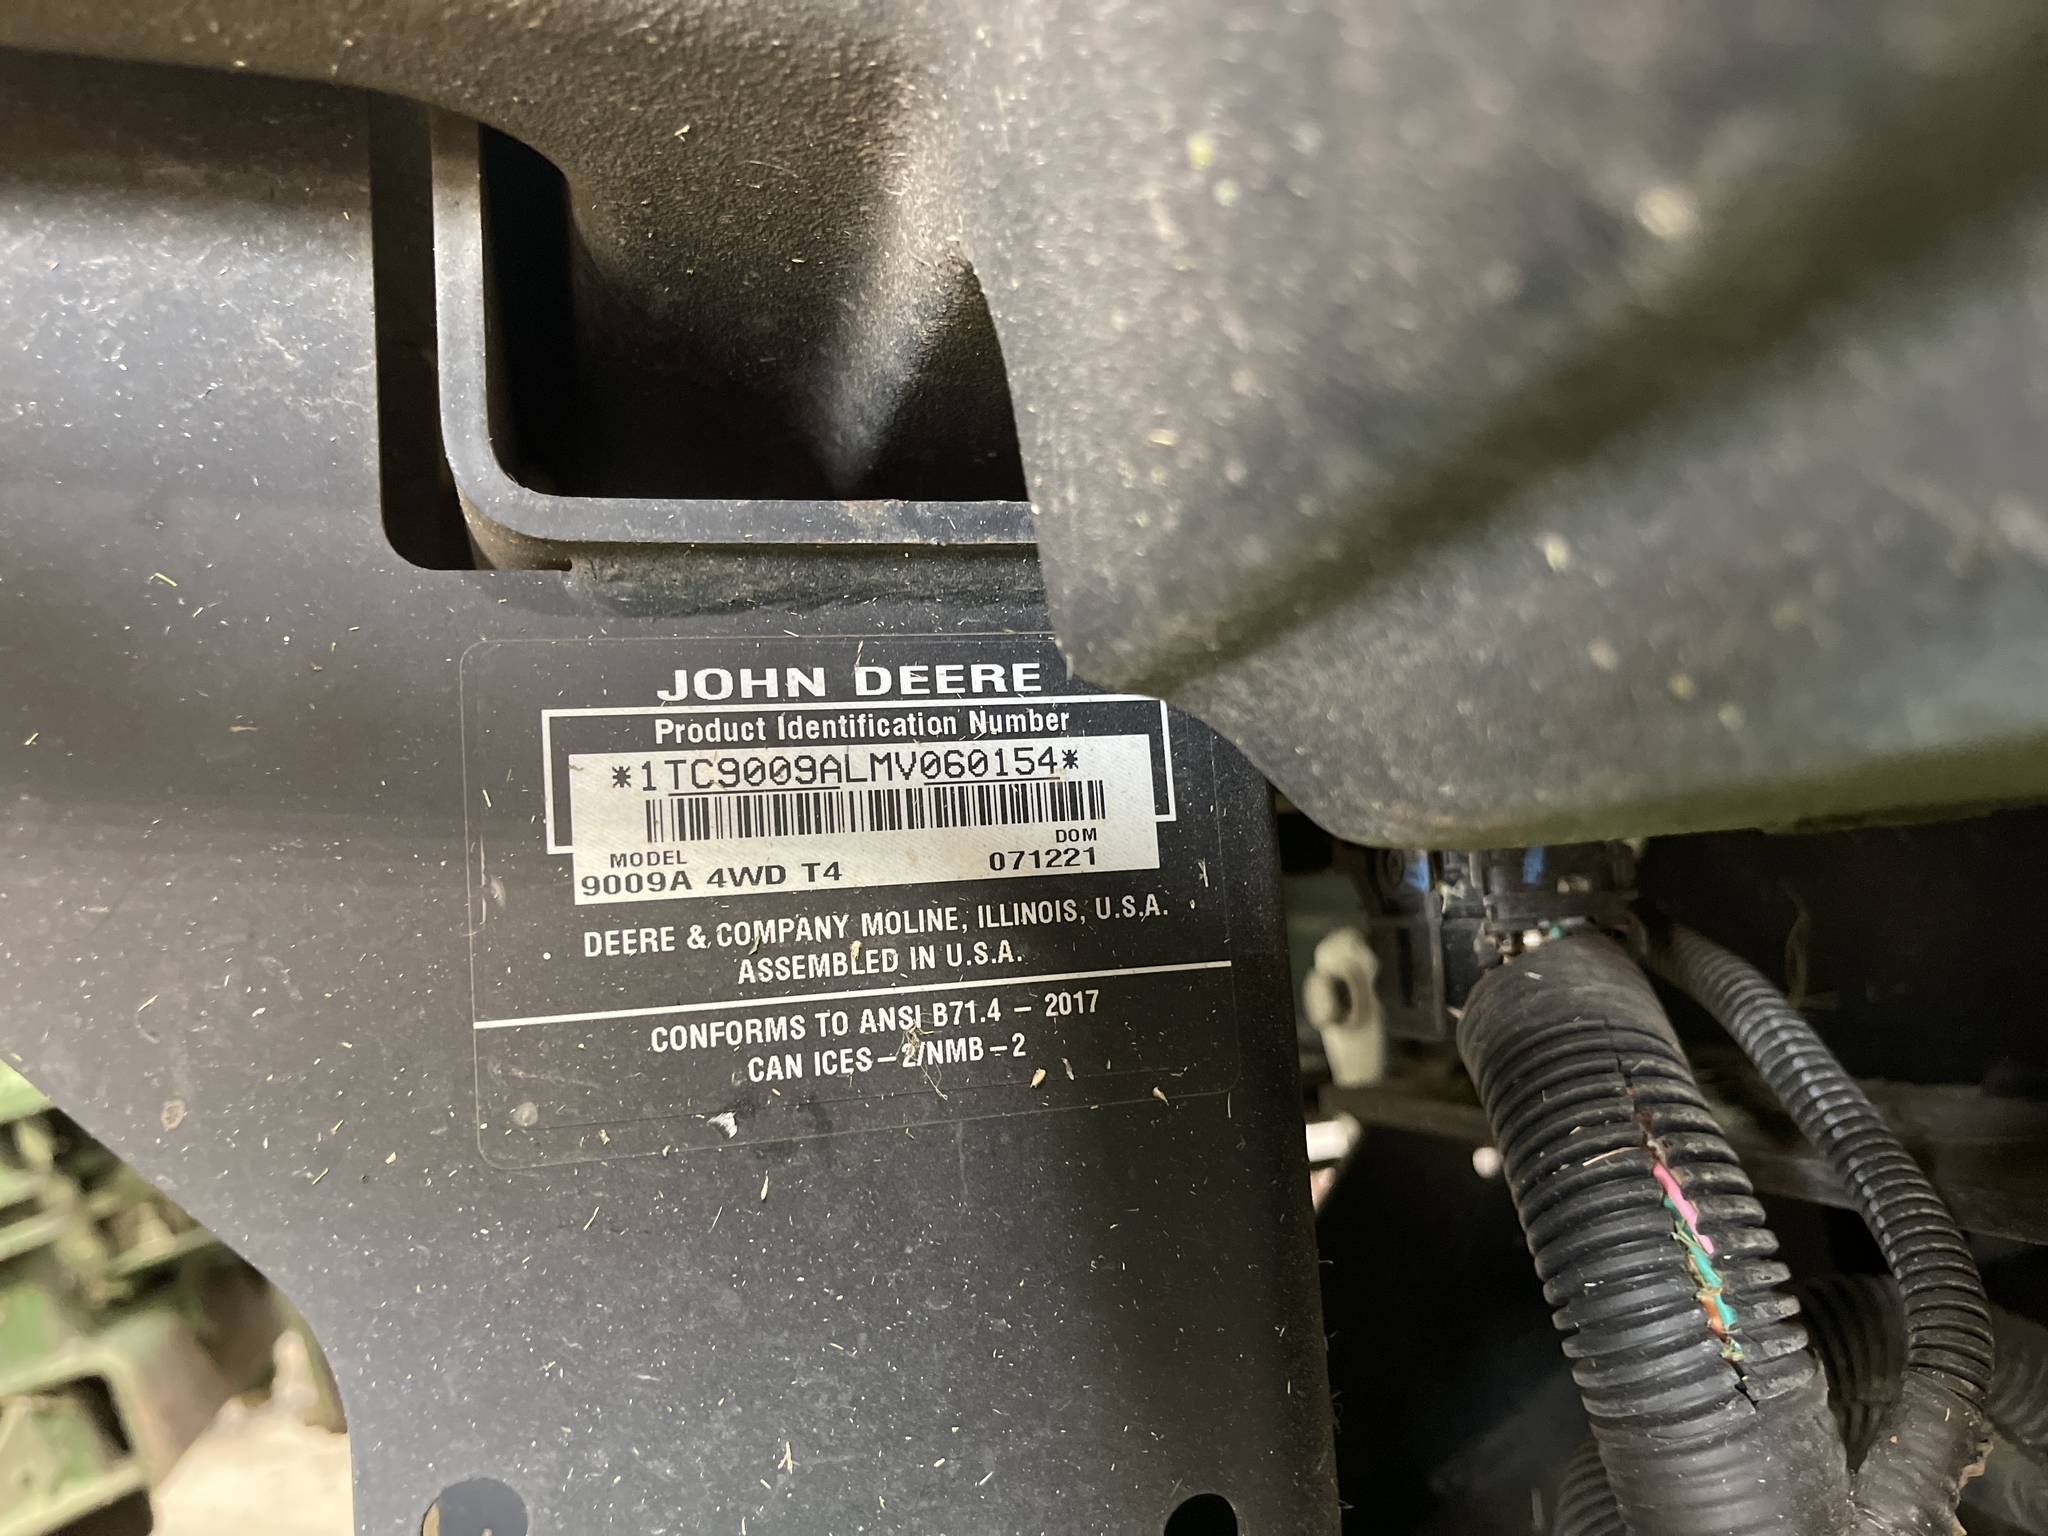 JOHN DEERE
Product Identification Number
*1TC9009ALMV060154*
MODEL
DOM
9009A 4WD T4
071221
DEERE & COMPANY MOLINE, ILLINOIS, U.S.A.
ASSEMBLED IN U.S.A.
CONFORMS TO ANSI B71.4 – 2017
CAN ICES – 2/NMB – 2